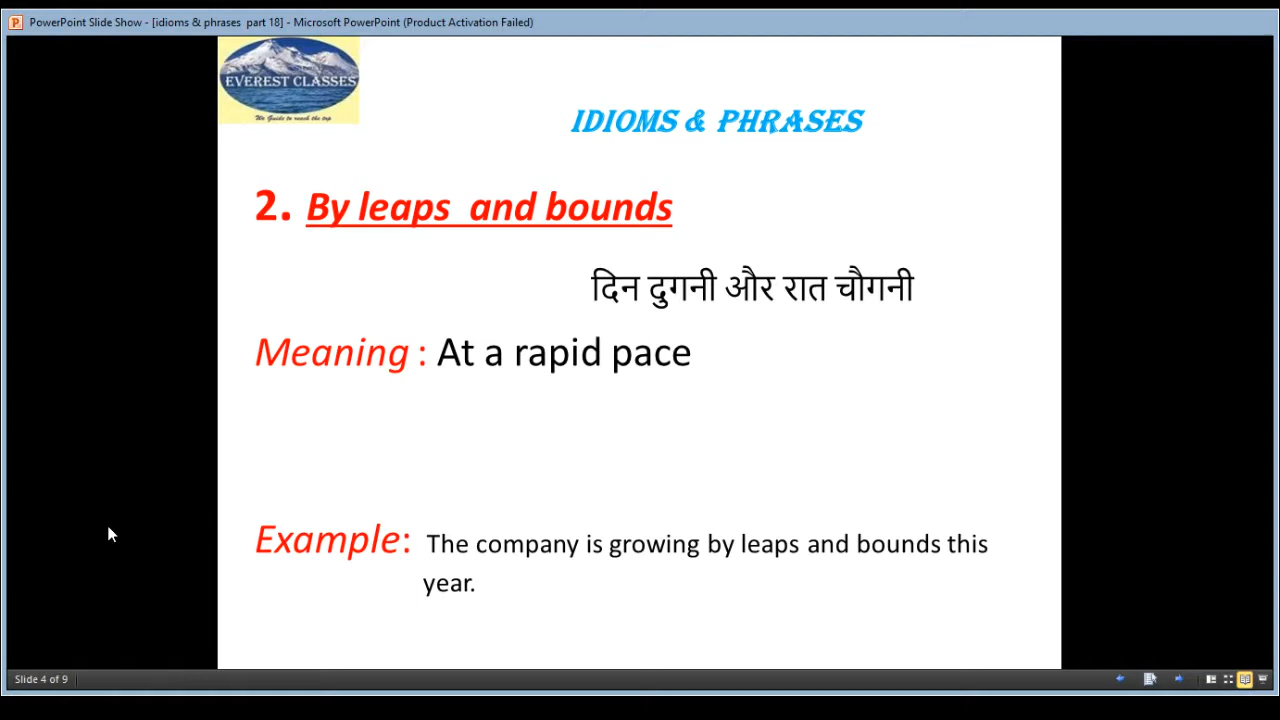 PowerPoint Slide Show - [idioms & phrases  part 18] - Microsoft PowerPoint (Product Activation Failed)
EVEREST CLASSES
We Guide to reach the top
IDIOMS & PHRASES
2. By leaps  and bounds
दिन दुगनी और रात चौगनी
Meaning : At a rapid pace
Example:  The company is growing by leaps and bounds this
year.
Slide 4 of 9